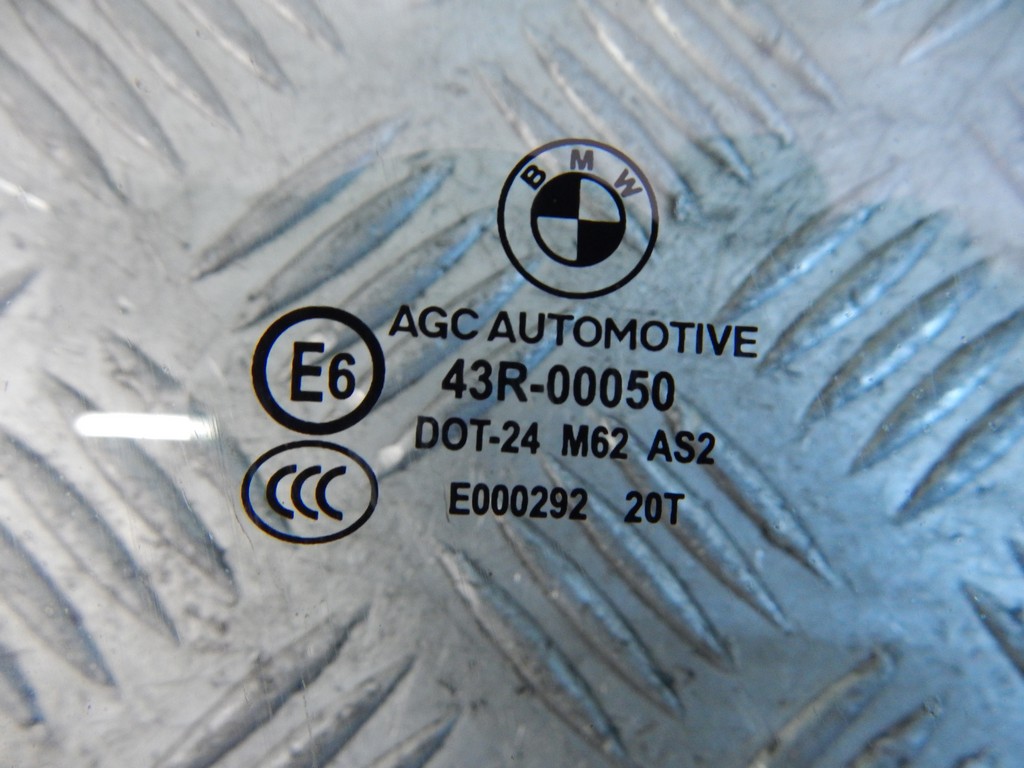 BMW
AGC AUTOMOTIVE
E6
43R-00050
DOT-24 M62 AS2
CCC
E000292 20T